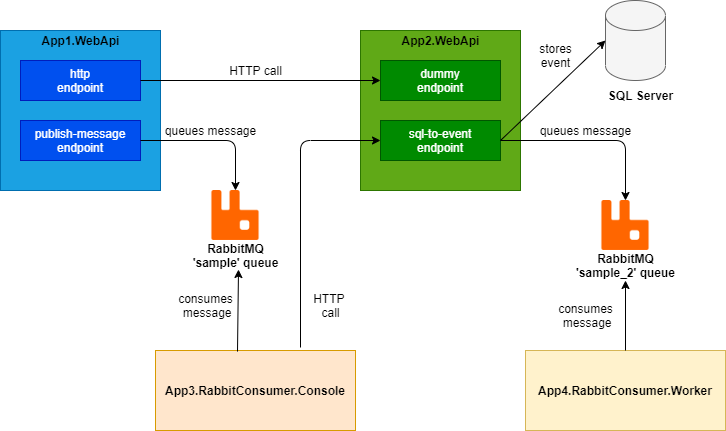 App1.WebApi
App2.WebApi
http
endpoint
HTTP call
dummy
endpoint
stores
event
SQL Server
publish-message
endpoint
queues message
sql-to-event
endpoint
queues message
RabbitMQ
'sample' queue
RabbitMQ
'sample_2' queue
consumes
message
HTTP
call
consumes
message
App3.RabbitConsumer.Console
App4.RabbitConsumer.Worker